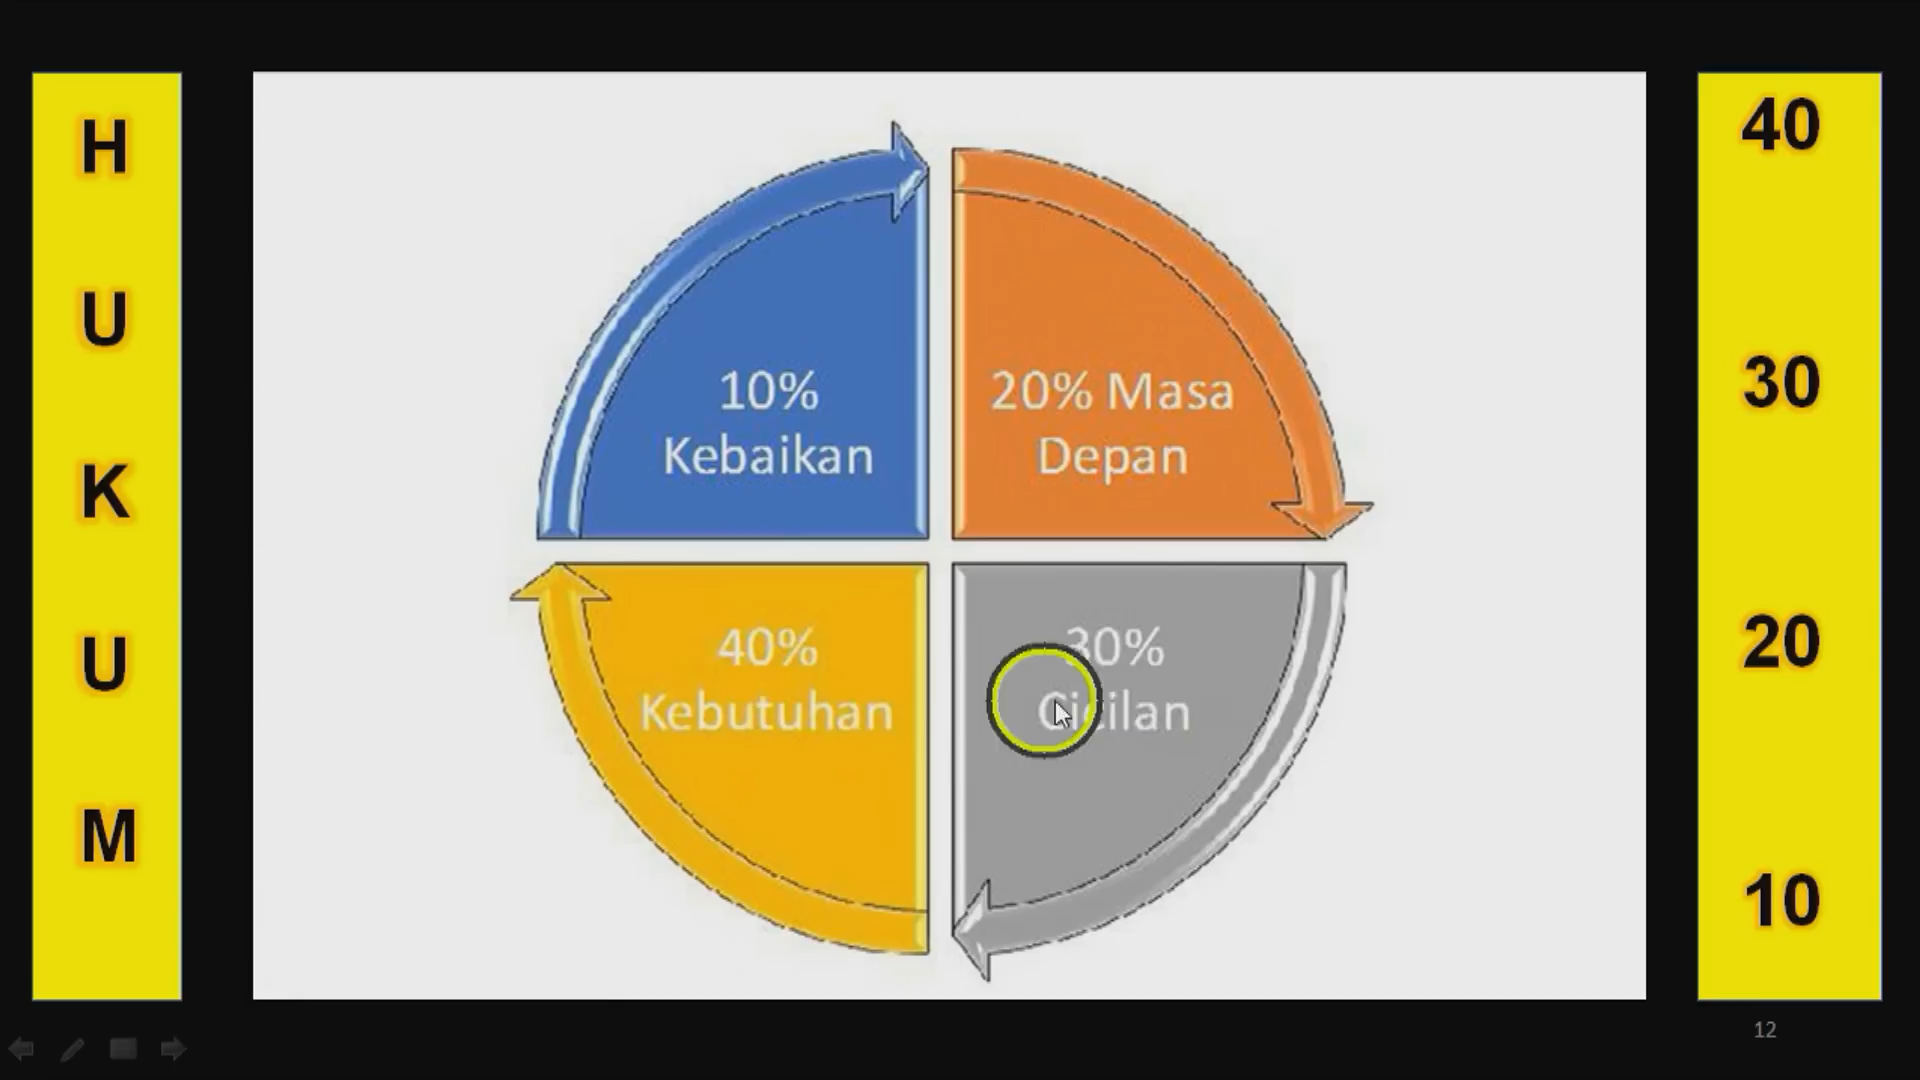 H
U
K
U
M
10%
Kebaikan
20% Masa
Depan
40%
Kebutuhan
30%
Cicilan
40
30
20
10
12